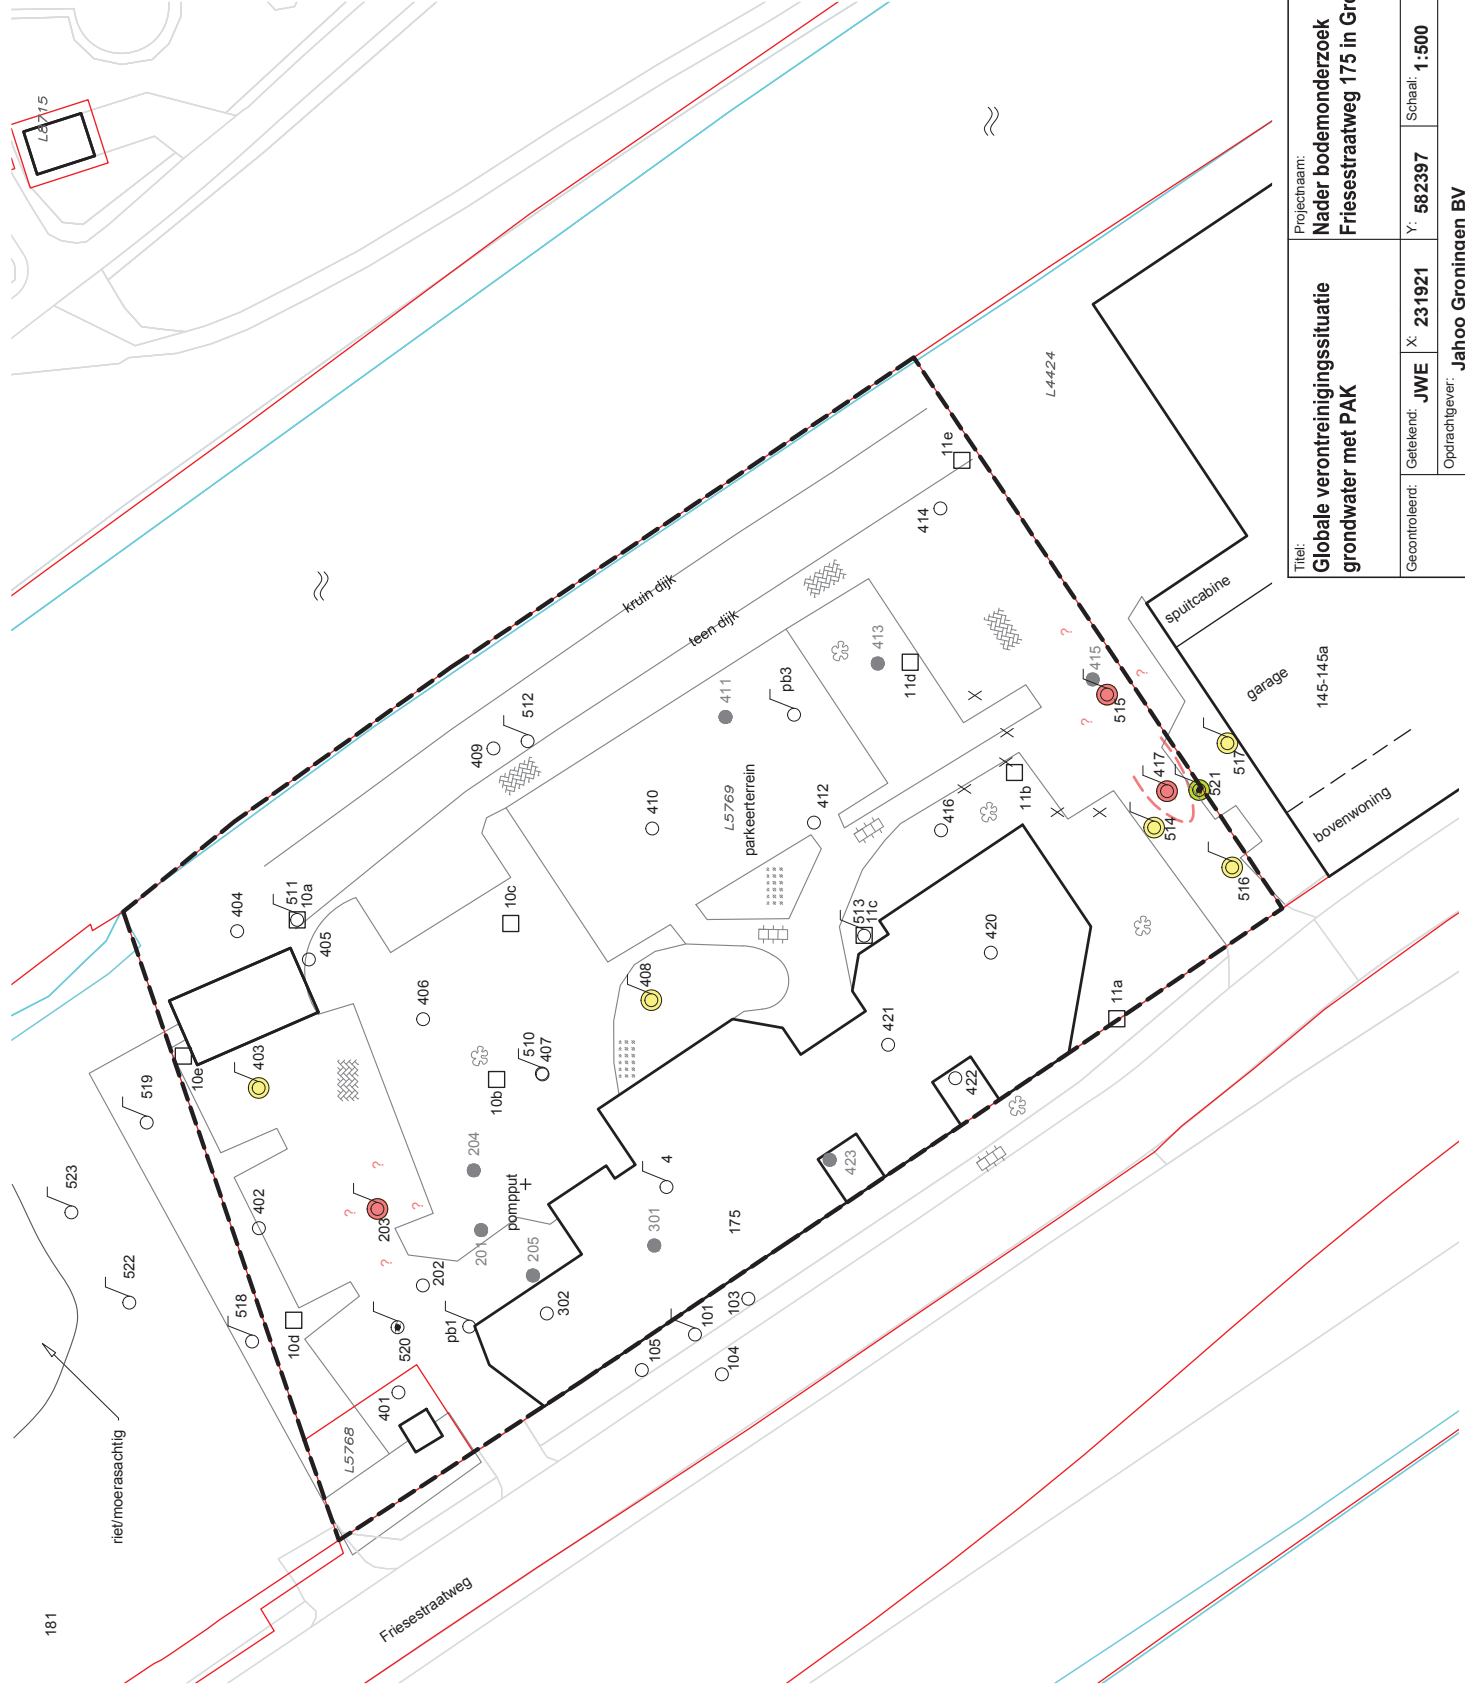 L8715
181
riet/moerasachtig
Friesestraatweg
523
522
519
518
404
511
10a
405
10e
403
402
10d
406
10c
203
?
?
?
?
202
520
pb1
401
L5768
204
201
205
pompput
10b
510
407
302
301
4
175
105
101
103
104
408
409
512
410
411
pb3
L5769
parkeerterrein
412
kruin dijk
teen dijk
413
11d
414
11e
L4424
416
11b
X
X
X
X
X
X
513
11c
420
421
422
423
11a
415
515
?
?
?
417
514
521
517
516
spuitcabine
garage
145-145a
bovenwoning
Titel:
Globale verontreinigingssituatie
grondwater met PAK
Projectnaam:
Nader bodemonderzoek
Friesestraatweg 175 in
Gecontroleerd:
Getekend: JWE
X: 231921
Y: 582397
Schaal: 1:500
Opdrachtgever: Jahoo Groningen BV